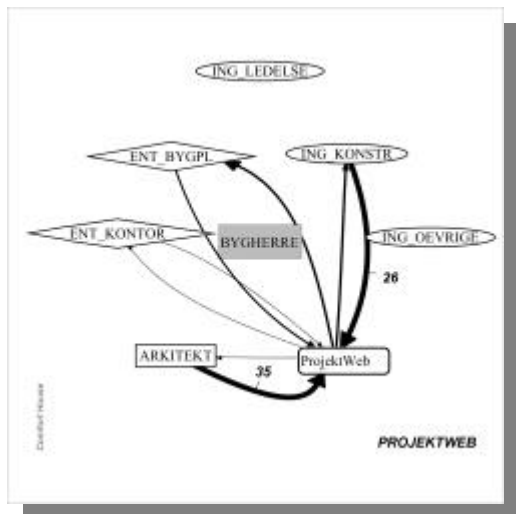 ING_LEDELSE
ENT_BYGPL
ING_KONSTR
ENT_KONTOR
BYGHERRE
ING_OEVRIGE
26
ARKITEKT
ProjektWeb
35
PROJEKTWEB